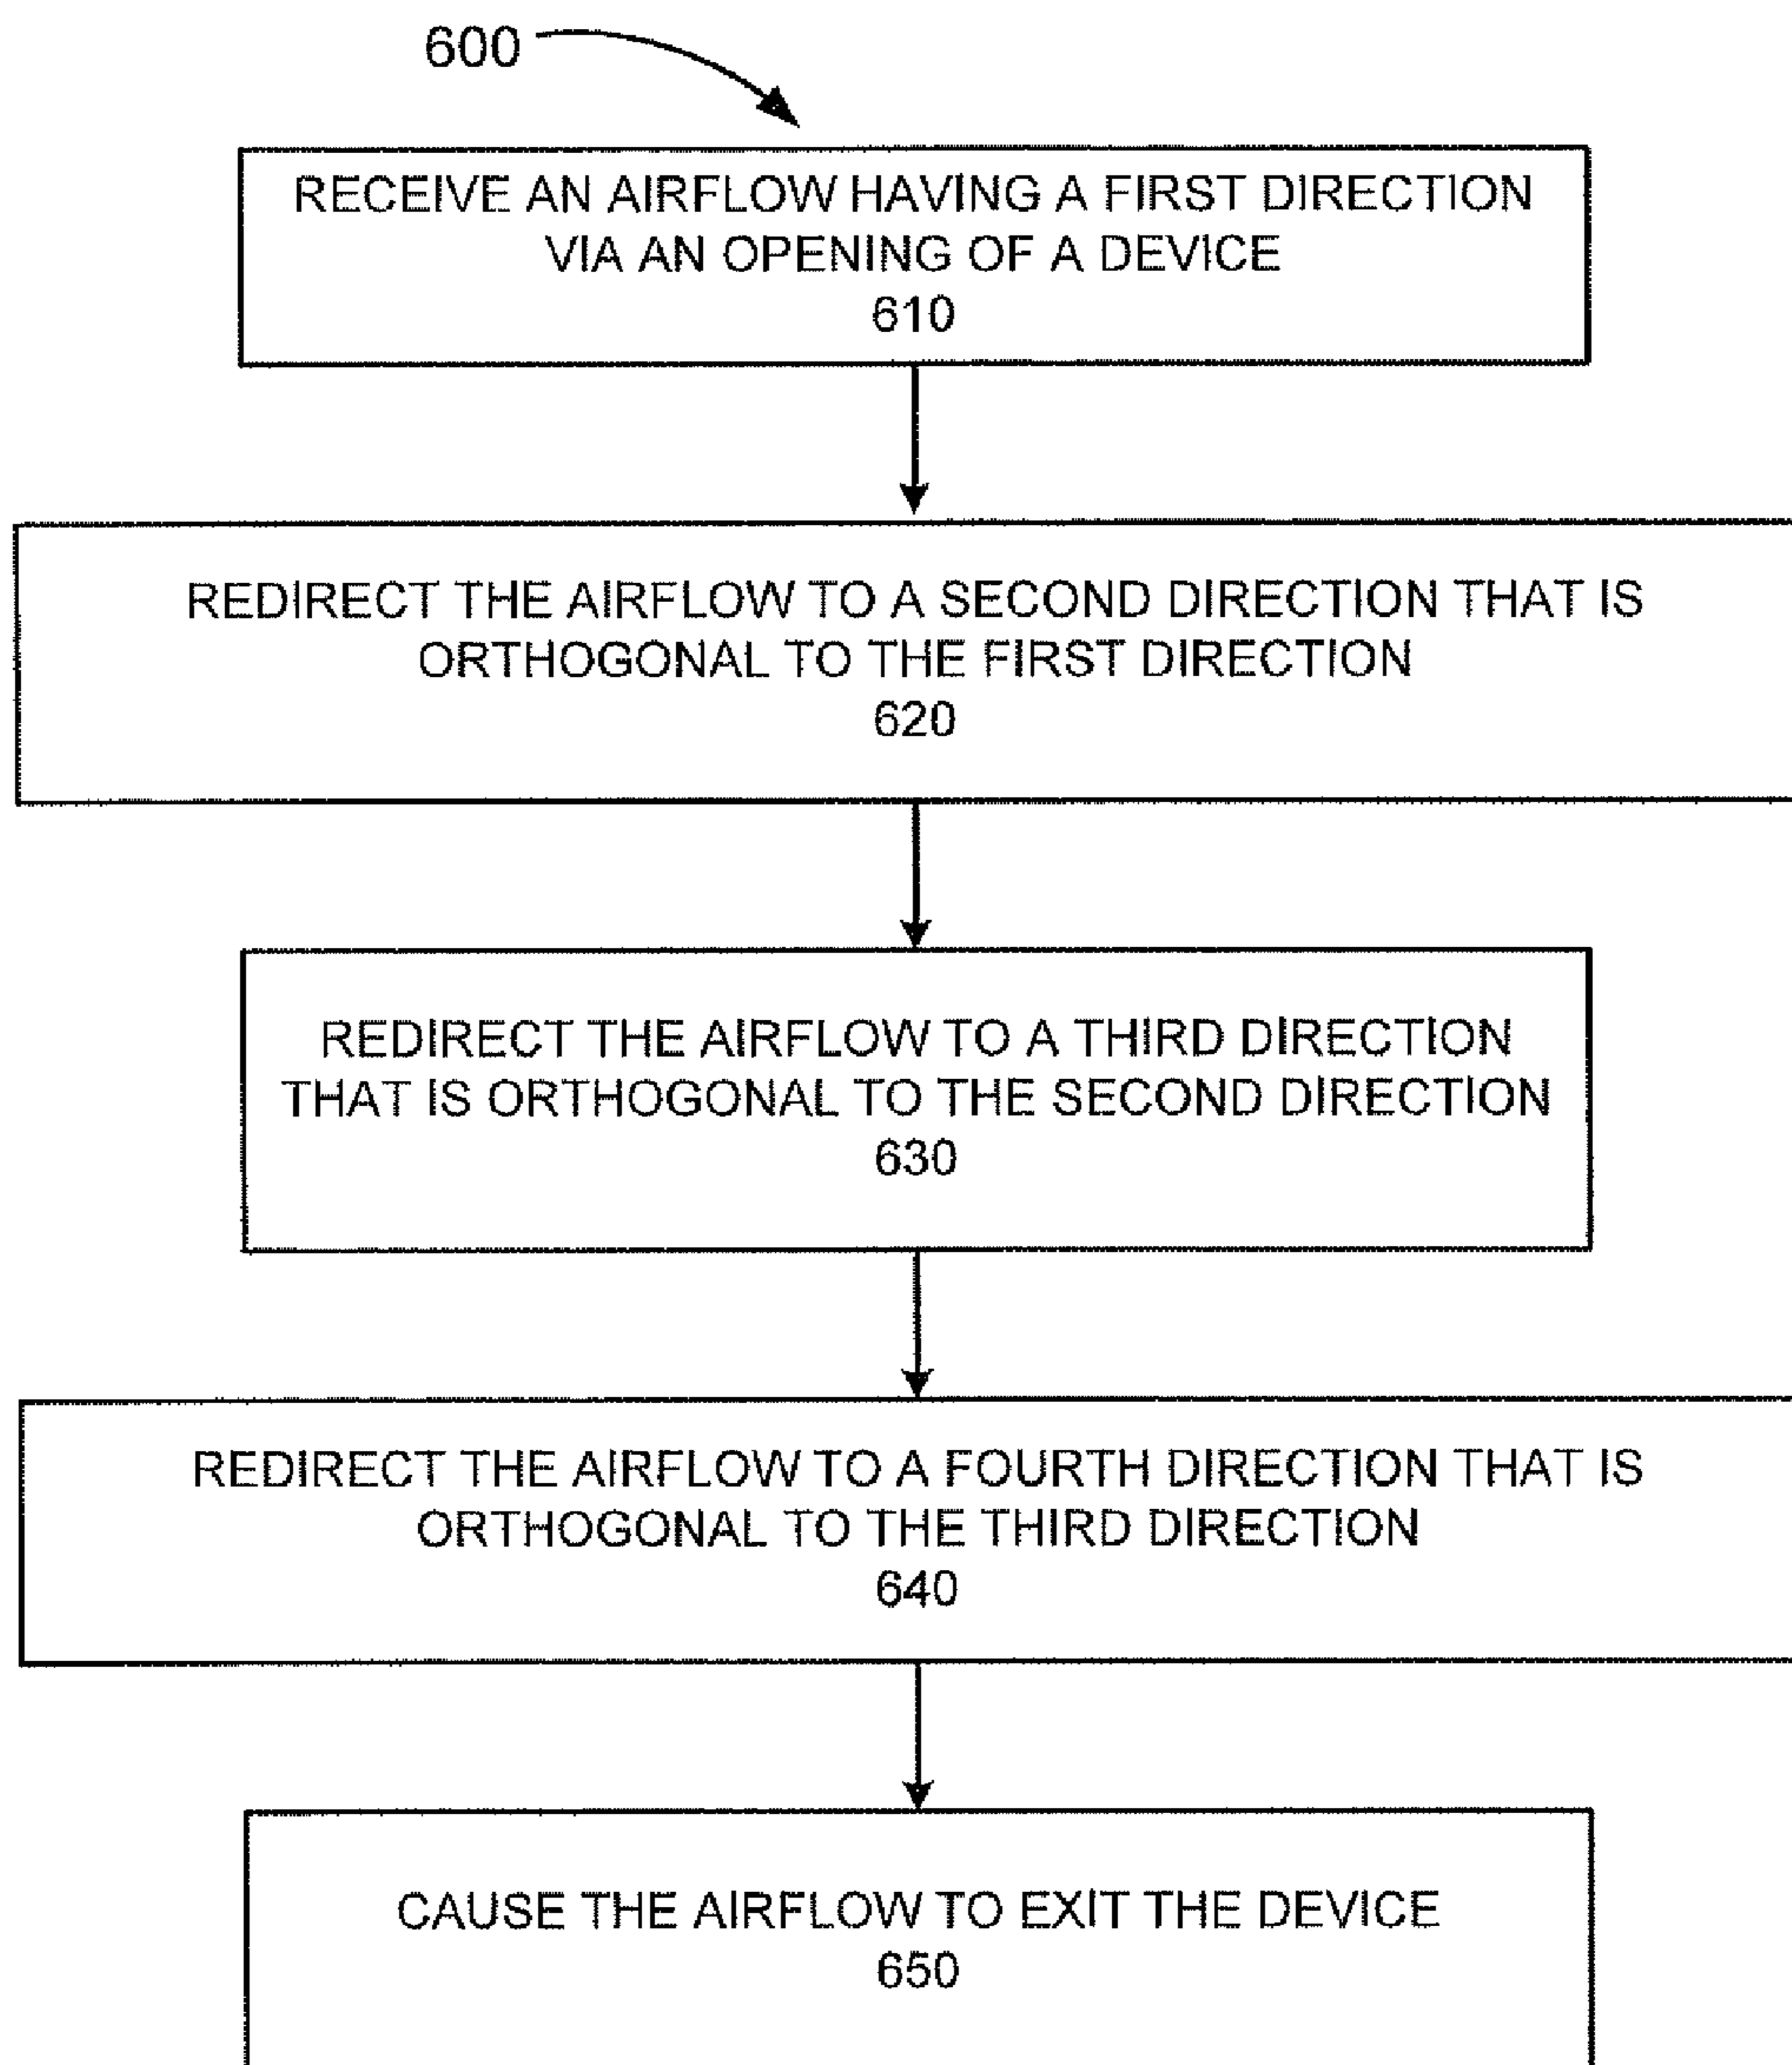 600
RECEIVE AN AIRFLOW HAVING A FIRST DIRECTION
VIA AN OPENING OF A DEVICE
610
REDIRECT THE AIRFLOW TO A SECOND DIRECTION THAT IS
ORTHOGONAL TO THE FIRST DIRECTION
620
REDIRECT THE AIRFLOW TO A THIRD DIRECTION
THAT IS ORTHOGONAL TO THE SECOND DIRECTION
630
REDIRECT THE AIRFLOW TO A FOURTH DIRECTION THAT IS
ORTHOGONAL TO THE THIRD DIRECTION
640
CAUSE THE AIRFLOW TO EXIT THE DEVICE
650